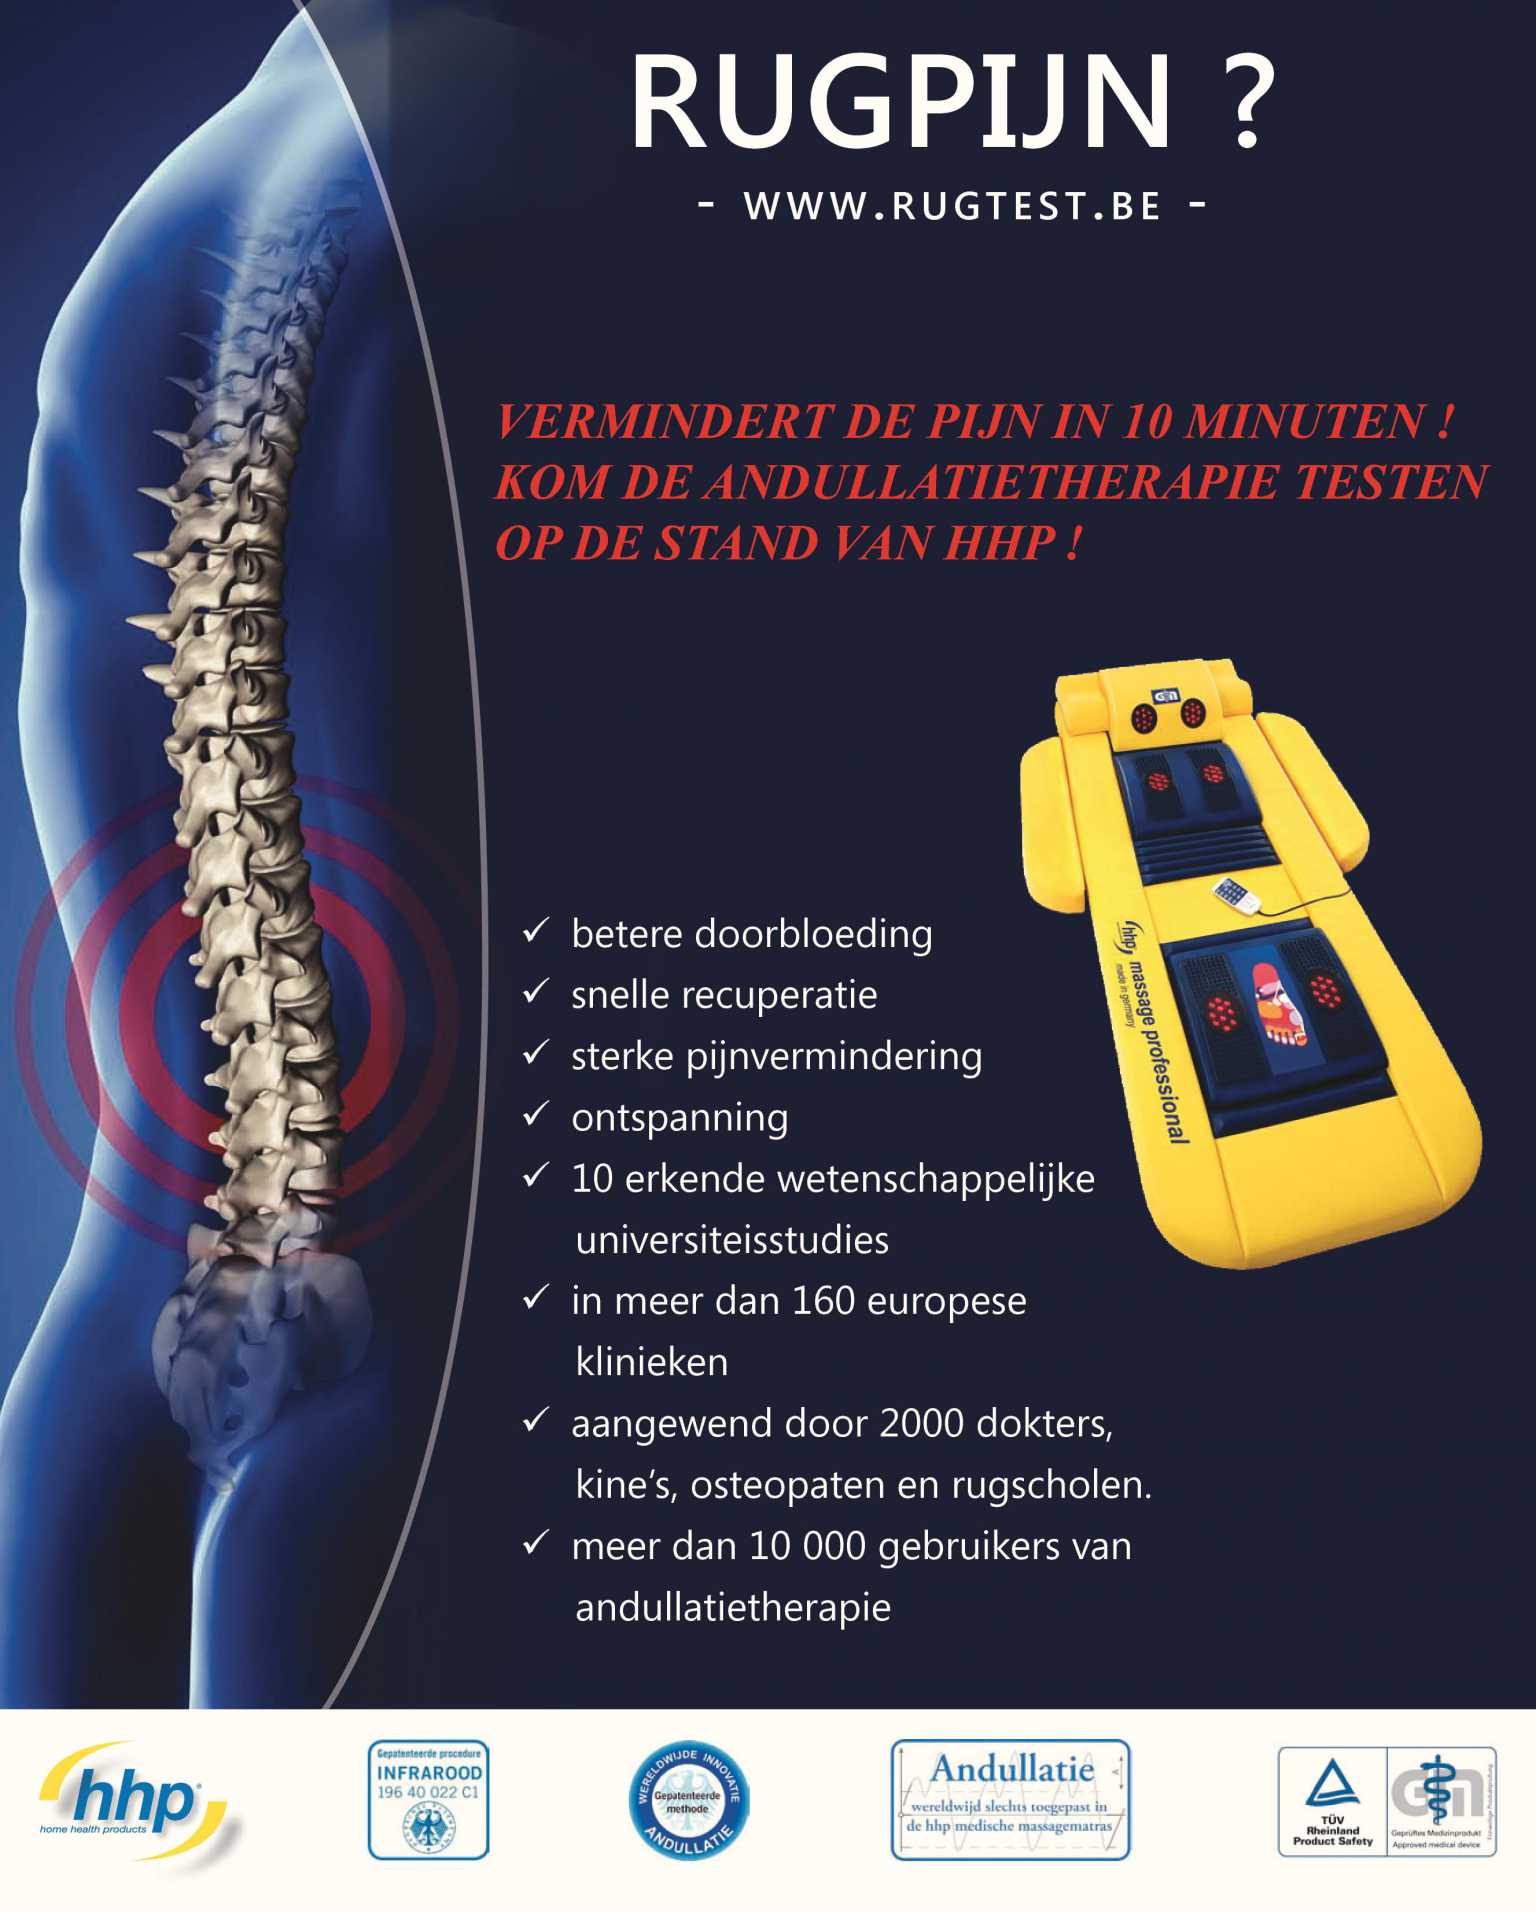 RUGPIJN ?
- WWW.RUGTEST.BE -
VERMINDERT DE PIJN IN 10 MINUTEN !
KOM DE ANDULLATIETHERAPIE TESTEN
OP DE STAND VAN HHP !
✓ betere doorbloeding
✓ snelle recuperatie
✓ sterke pijnvermindering
✓ ontspanning
✓ 10 erkende wetenschappelijke
universiteisstudies
✓ in meer dan 160 europese
klinieken
✓ aangewend door 2000 dokters,
kine’s, osteopaten en rugscholen.
✓ meer dan 10 000 gebruikers van
andullatietherapie
hhp massage professional
made in germany
hhp®
home health products
Gepatenteerde procedure
INFRAROOD
196 40 022 C1
WERELDWIJDE INNOVATIE
Gepatenteerde
methode
ANDULLATIE
Andullatie
wereldwijd slechts toegepast in
de hhp medische massagematras
TÜV
Rheinland
Product Safety
Geprüftes Medizinprodukt
Approved medical device